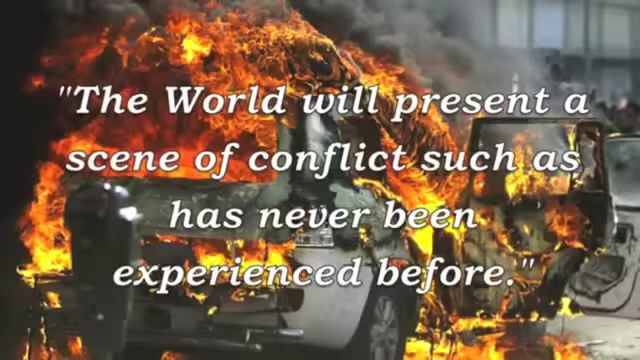 "The World will present a
scene of conflict such as
has never been
experienced before."